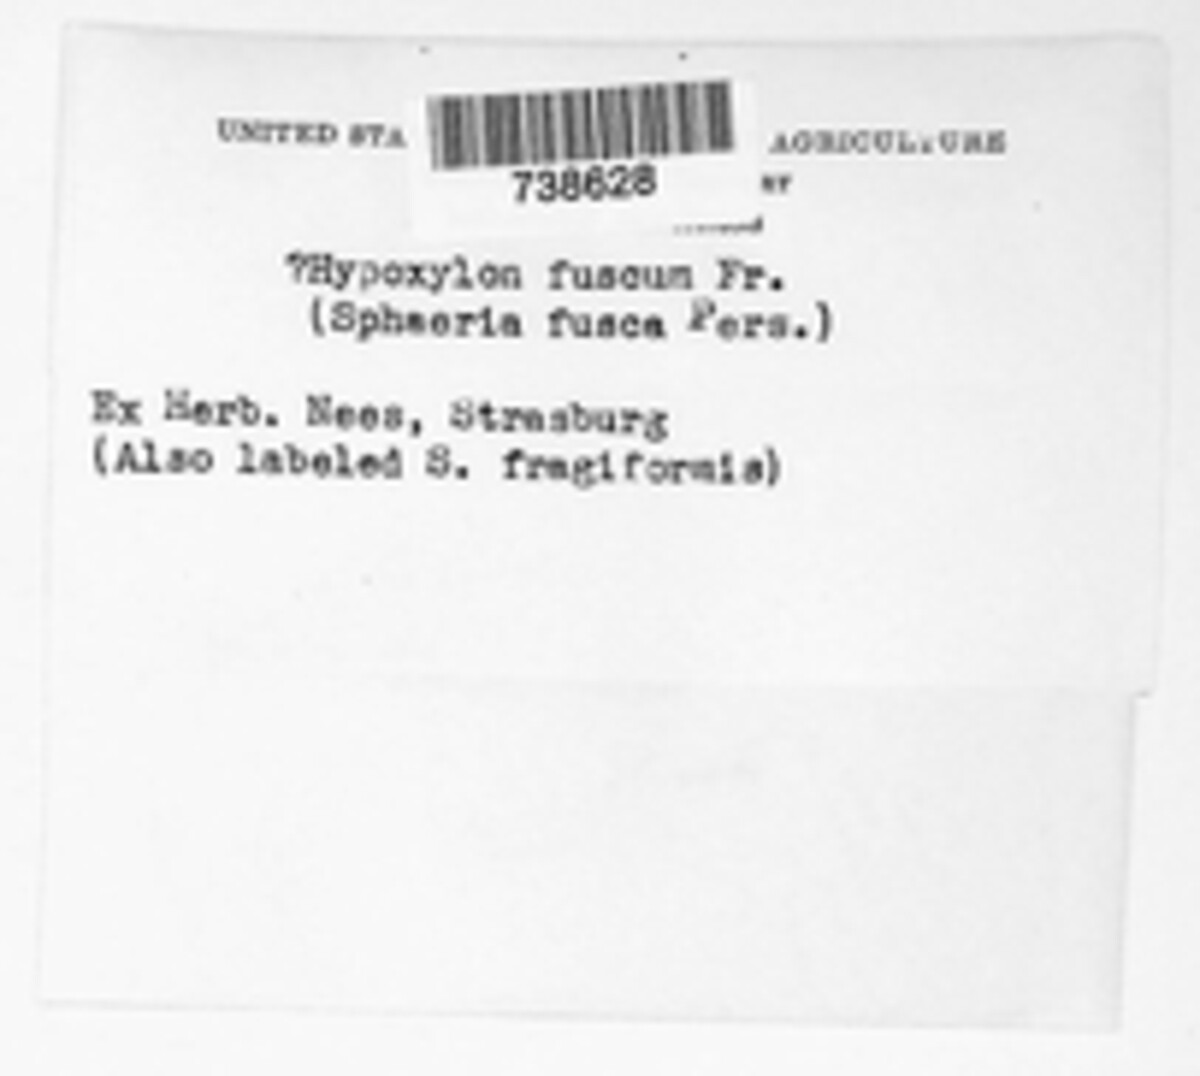 UNITED STA AGRICULTURE
738628
?Hypoxylon fuscum Fr.
(Sphaeria fusca Pers.)
Ex Herb. Nees, Strasburg
(Also labeled S. fragiformis)